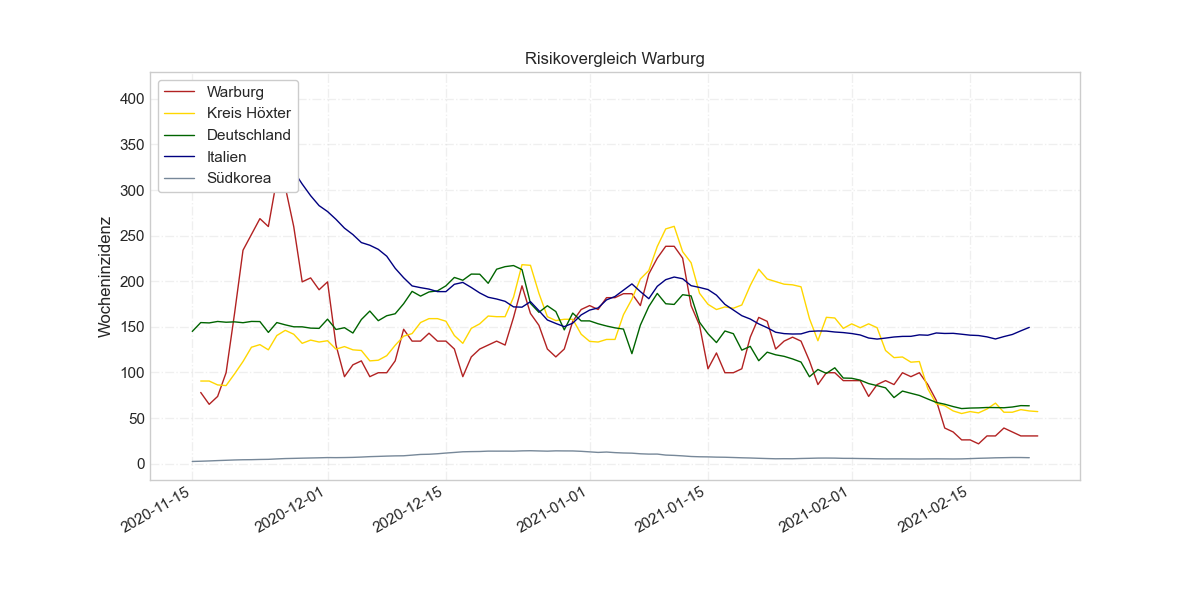 Risikovergleich Warburg
Warburg
Kreis Höxter
Deutschland
Italien
Südkorea
Wocheninzidenz
400
350
300
250
200
150
100
50
0
2020-11-15
2020-12-01
2020-12-15
2021-01-01
2021-01-15
2021-02-01
2021-02-15